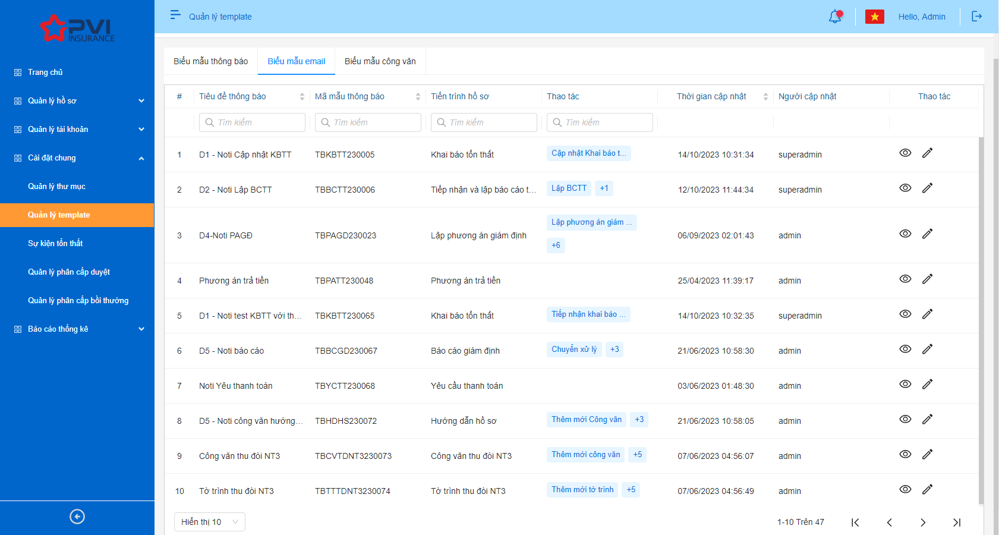 PVI
INSURANCE
Trang chủ
Quản lý hồ sơ
Quản lý tài khoản
Cài đặt chung
Quản lý thư mục
Quản lý template
Sự kiện tổn thất
Quản lý phân cấp duyệt
Quản lý phân cấp bồi thường
Báo cáo thống kê
Quản lý template
Hello, Admin
Biểu mẫu thông báo Biểu mẫu email Biểu mẫu công văn
# Tiêu đề thông báo Mã mẫu thông báo Tiến trình hồ sơ Thao tác Thời gian cập nhật Người cập nhật Thao tác
Tìm kiếm Tìm kiếm Tìm kiếm Tìm kiếm
1 D1 - Noti Cập nhật KBTT TBKBTT230005 Khai báo tổn thất Cập nhật Khai báo t... 14/10/2023 10:31:34 superadmin
2 D2 - Noti Lập BCTT TBBCTT230006 Tiếp nhận và lập báo cáo t... Lập BCTT +1 12/10/2023 11:44:34 superadmin
3 D4-Noti PAGĐ TBPAGD230023 Lập phương án giám định Lập phương án giám ... +6 06/09/2023 02:01:43 admin
4 Phương án trả tiền TBPATT230048 Phương án trả tiền 25/04/2023 11:39:17 admin
5 D1 - Noti test KBTT với th... TBKBTT230065 Khai báo tổn thất Tiếp nhận khai báo ... 14/10/2023 10:32:35 superadmin
6 D5 - Noti báo cáo TBBCGD230067 Báo cáo giám định Chuyển xử lý +3 21/06/2023 10:58:30 admin
7 Noti Yêu thanh toán TBYCTT230068 Yêu cầu thanh toán 03/06/2023 01:48:30 admin
8 D5 - Noti công văn hướng... TBHDHS230072 Hướng dẫn hồ sơ Thêm mới Công văn +3 21/06/2023 10:58:05 admin
9 Công văn thu đòi NT3 TBCVTDNT3230073 Công văn thu đòi NT3 Thêm mới công văn +5 07/06/2023 04:56:07 admin
10 Tờ trình thu đòi NT3 TBTTTDNT3230074 Tờ trình thu đòi NT3 Thêm mới tờ trình +5 07/06/2023 04:56:49 admin
Hiển thị 10 1-10 Trên 47